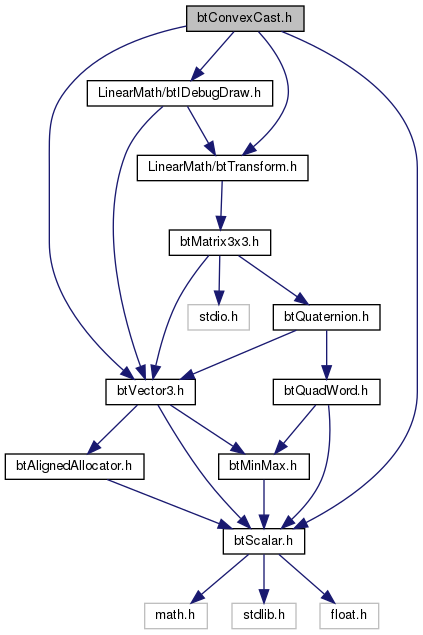 btConvexCast.h
LinearMath/btIDebugDraw.h
LinearMath/btTransform.h
btMatrix3x3.h
stdio.h
btQuaternion.h
btVector3.h
btQuadWord.h
btAlignedAllocator.h
btMinMax.h
btScalar.h
math.h
stdlib.h
float.h